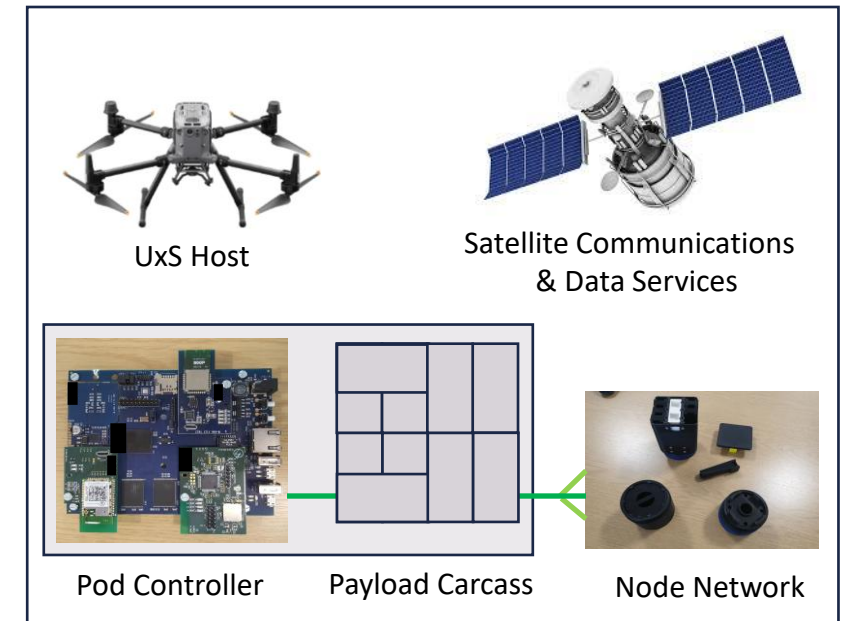 UxS Host
Satellite Communications
& Data Services
Pod Controller
Payload Carcass
Node Network